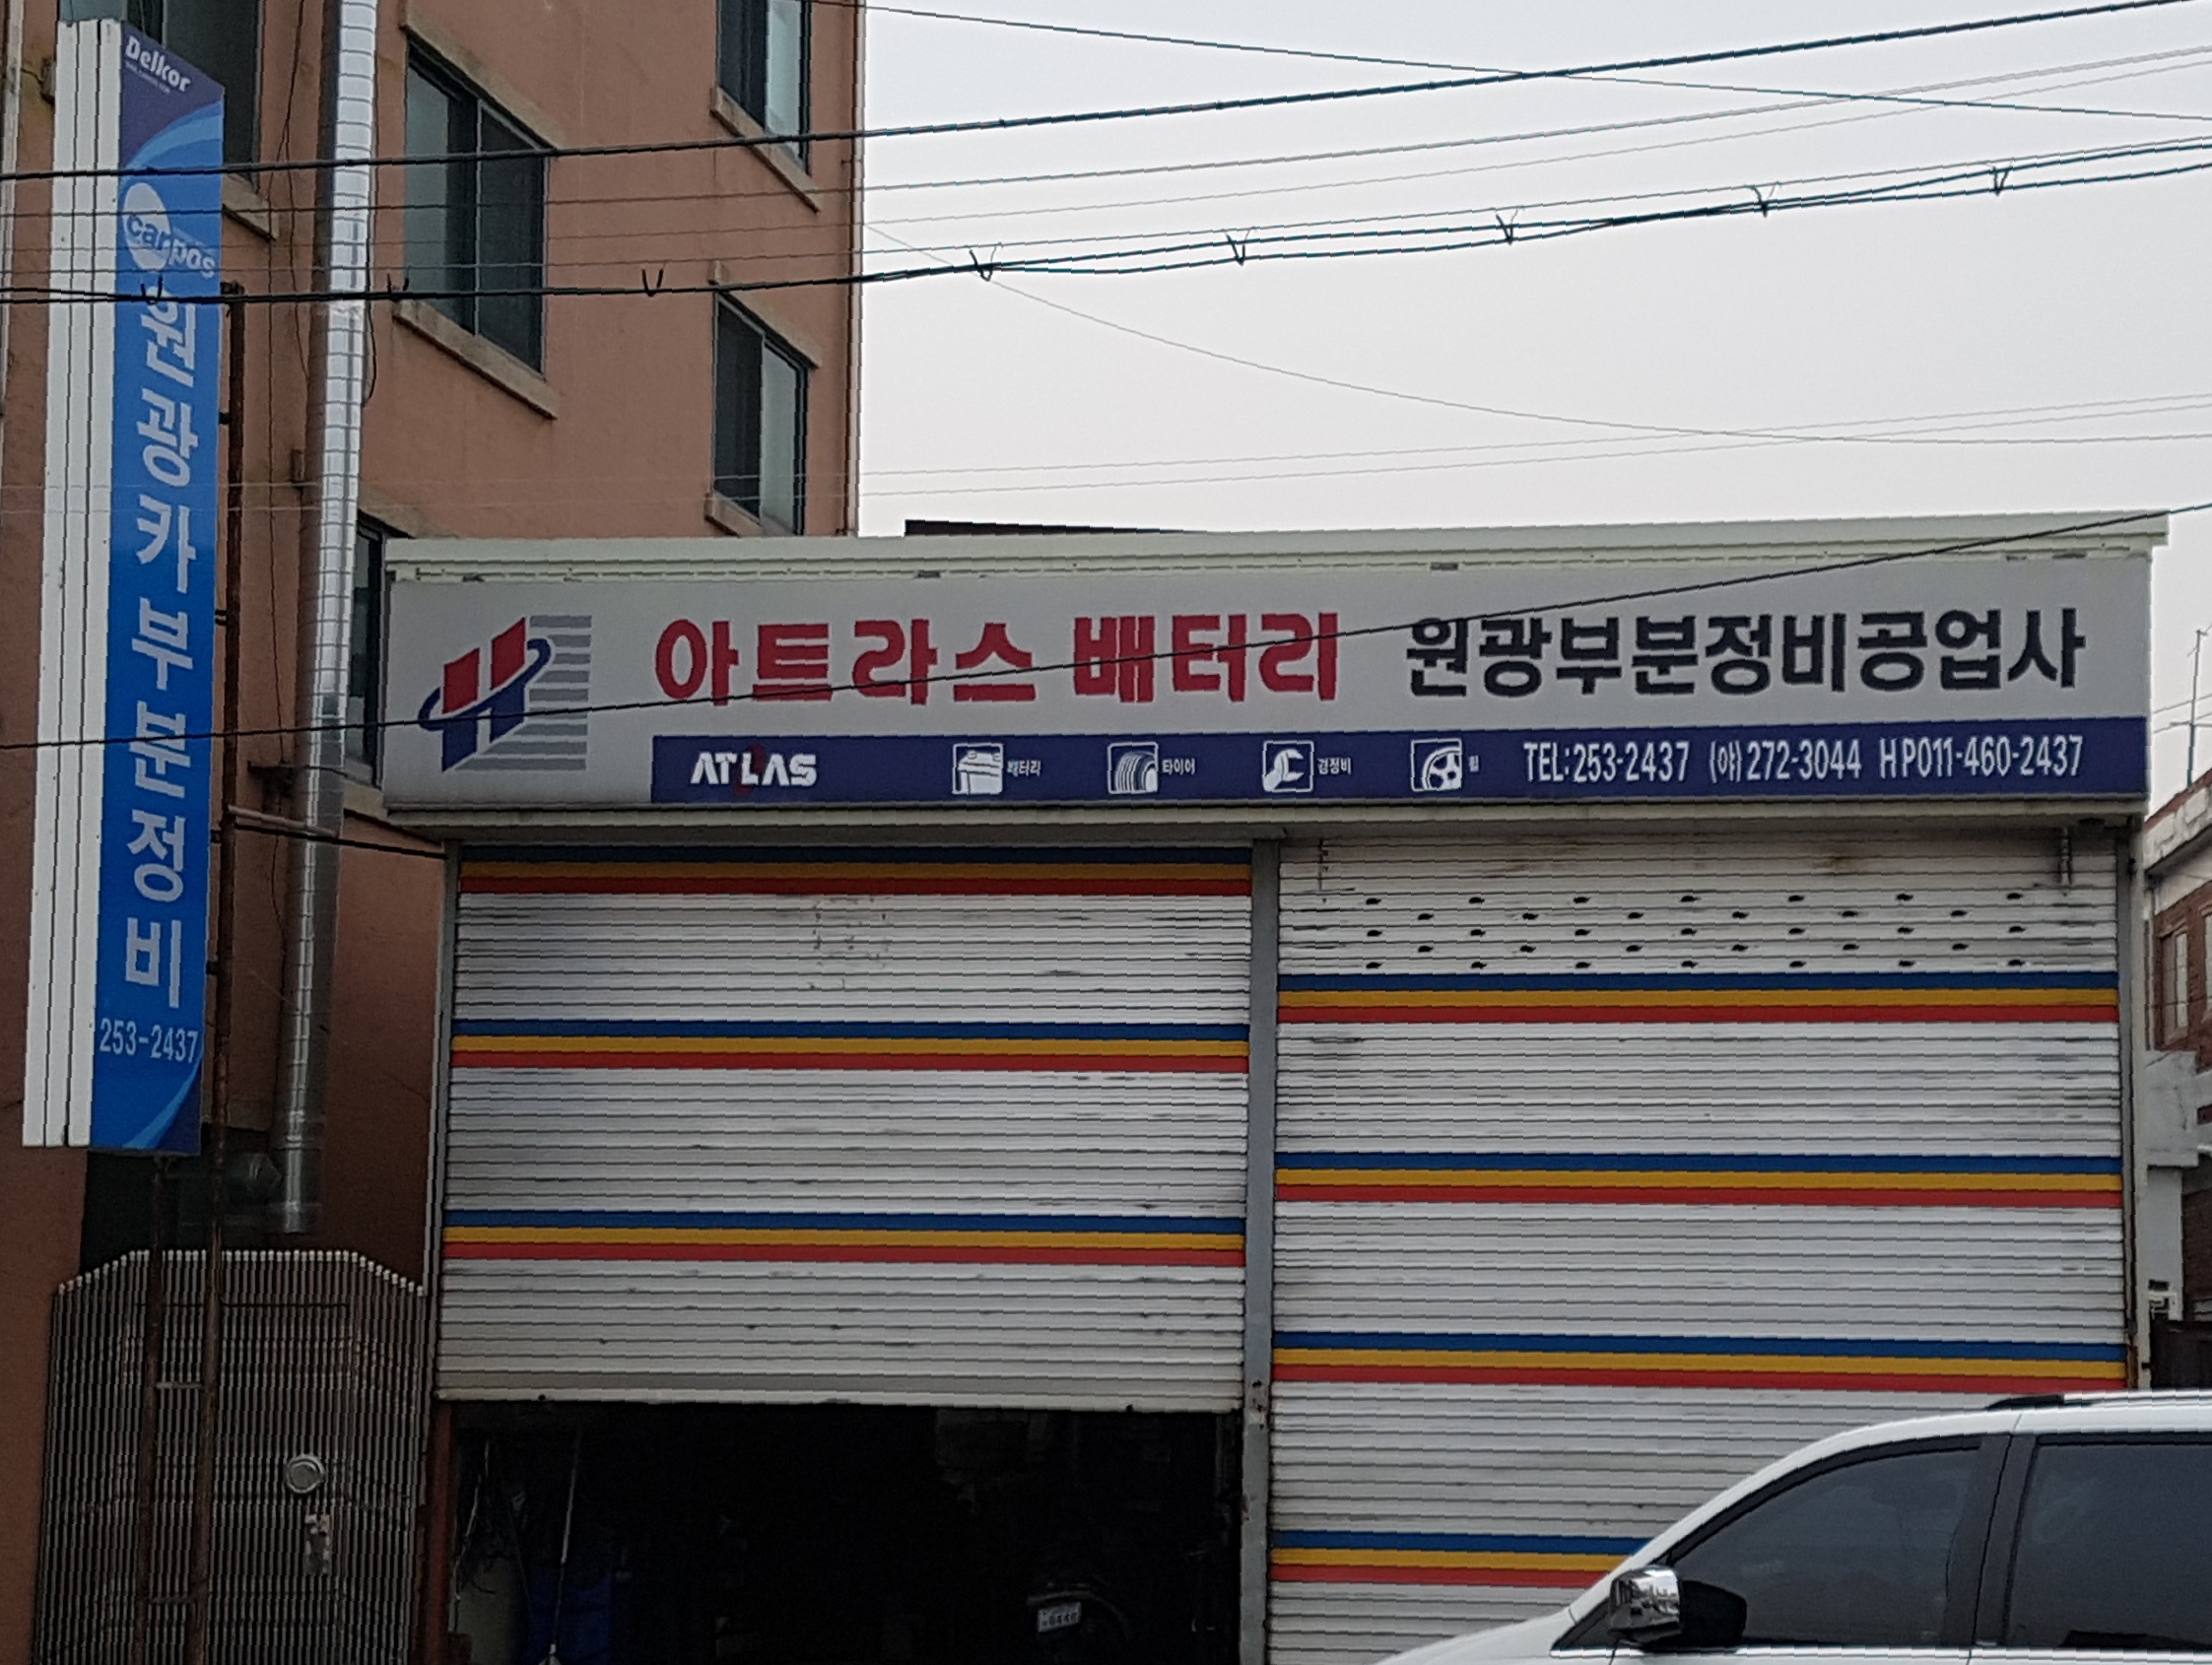 Delkor
carpos
원광카부분정비
253-2437
아트라스 배터리 원광부분정비공업사
ATLAS 배터리 타이어 경정비 휠 TEL:253-2437 (야)272-3044 HP011-460-2437